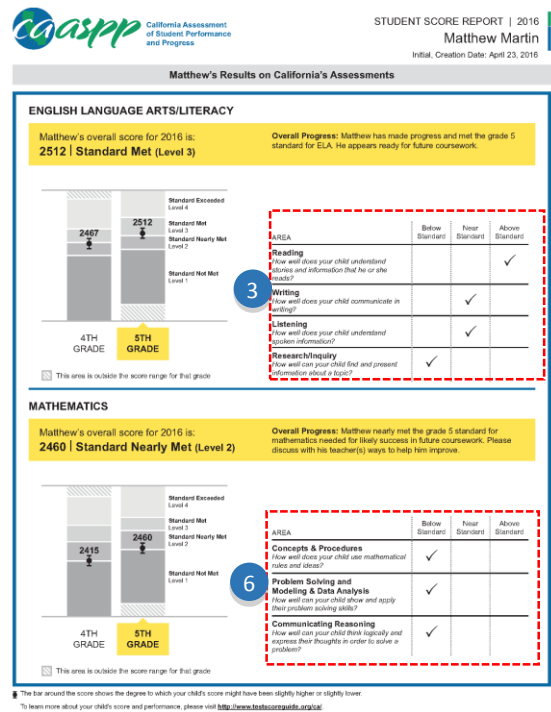 caaspp
California Assessment
of Student Performance
and Progress
STUDENT SCORE REPORT | 2016
Matthew Martin
Initial, Creation Date: April 23, 2016
Matthew's Results on California's Assessments
ENGLISH LANGUAGE ARTS/LITERACY
Matthew's overall score for 2016 is:
2512 | Standard Met (Level 3)
Overall Progress: Matthew has made progress and met the grade 5
standard for ELA. He appears ready for future coursework.
2467
2512
Standard Exceeded
Level 4
Standard Met
Level 3
Standard Nearly Met
Level 2
Standard Not Met
Level 1
4TH
GRADE
5TH
GRADE
This area is outside the score range for that grade
3
AREA
Below
Standard
Near
Standard
Above
Standard
Reading
How well does your child understand
stories and information that he or she
reads?
Writing
How well does your child communicate in
writing?
Listening
How well does your child understand
spoken information?
Research/Inquiry
How well can your child find and present
information about a topic?
MATHEMATICS
Matthew's overall score for 2016 is:
2460 | Standard Nearly Met (Level 2)
Overall Progress: Matthew nearly met the grade 5 standard for
mathematics needed for likely success in future coursework. Please
discuss with his teacher(s) ways to help him improve.
2415
2460
Standard Exceeded
Level 4
Standard Met
Level 3
Standard Nearly Met
Level 2
Standard Not Met
Level 1
4TH
GRADE
5TH
GRADE
This area is outside the score range for that grade
6
AREA
Below
Standard
Near
Standard
Above
Standard
Concepts & Procedures
How well does your child use mathematical
rules and ideas?
Problem Solving and
Modeling & Data Analysis
How well can your child show and apply
their problem solving skills?
Communicating Reasoning
How well can your child think logically and
express their thoughts in order to solve a
problem?
The bar around the score shows the degree to which your child's score might have been slightly higher or slightly lower.
To learn more about your child's score and performance, please visit http://www.testscoreguide.org/ca/.